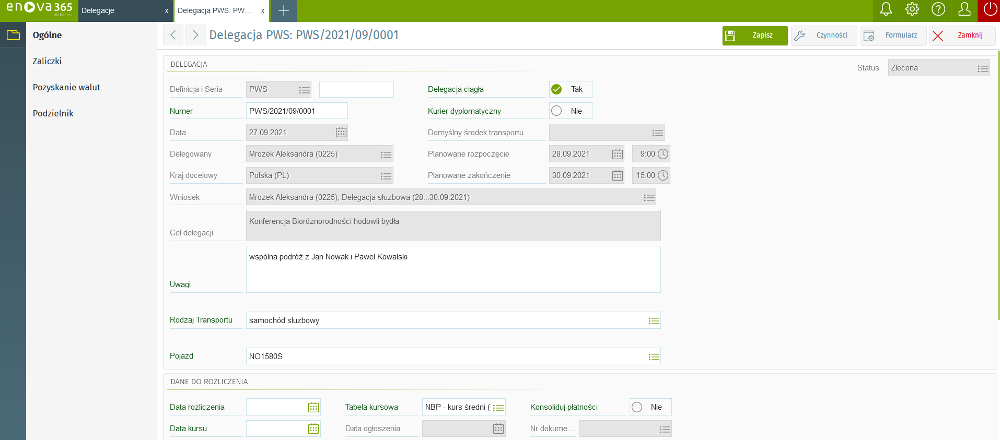 enova365
dla biznesu
Delegacje x
Delegacja PWS: PW... x
Ogólne
Zaliczki
Pozyskanie walut
Podzielnik
Delegacja PWS: PWS/2021/09/0001
Zapisz
Czynności
Formularz
Zamknij
DELEGACJA
Status Zlecona
Definicja i Seria PWS
Delegacja ciągła Tak
Numer PWS/2021/09/0001
Kurier dyplomatyczny Nie
Data 27.09.2021
Domyślny środek transportu
Delegowany Mrozek Aleksandra (0225)
Planowane rozpoczęcie 28.09.2021 9:00
Kraj docelowy Polska (PL)
Planowane zakończenie 30.09.2021 15:00
Wniosek Mrozek Aleksandra (0225), Delegacja służbowa (28...30.09.2021)
Cel delegacji Konferencja Bioróżnorodności hodowli bydła
Uwagi wspólna podróż z Jan Nowak i Paweł Kowalski
Rodzaj Transportu samochód slużbowy
Pojazd NO1580S
DANE DO ROZLICZENIA
Data rozliczenia
Tabela kursowa NBP - kurs średni (
Konsoliduj płatności Nie
Data kursu
Data ogłoszenia
Nr dokume...